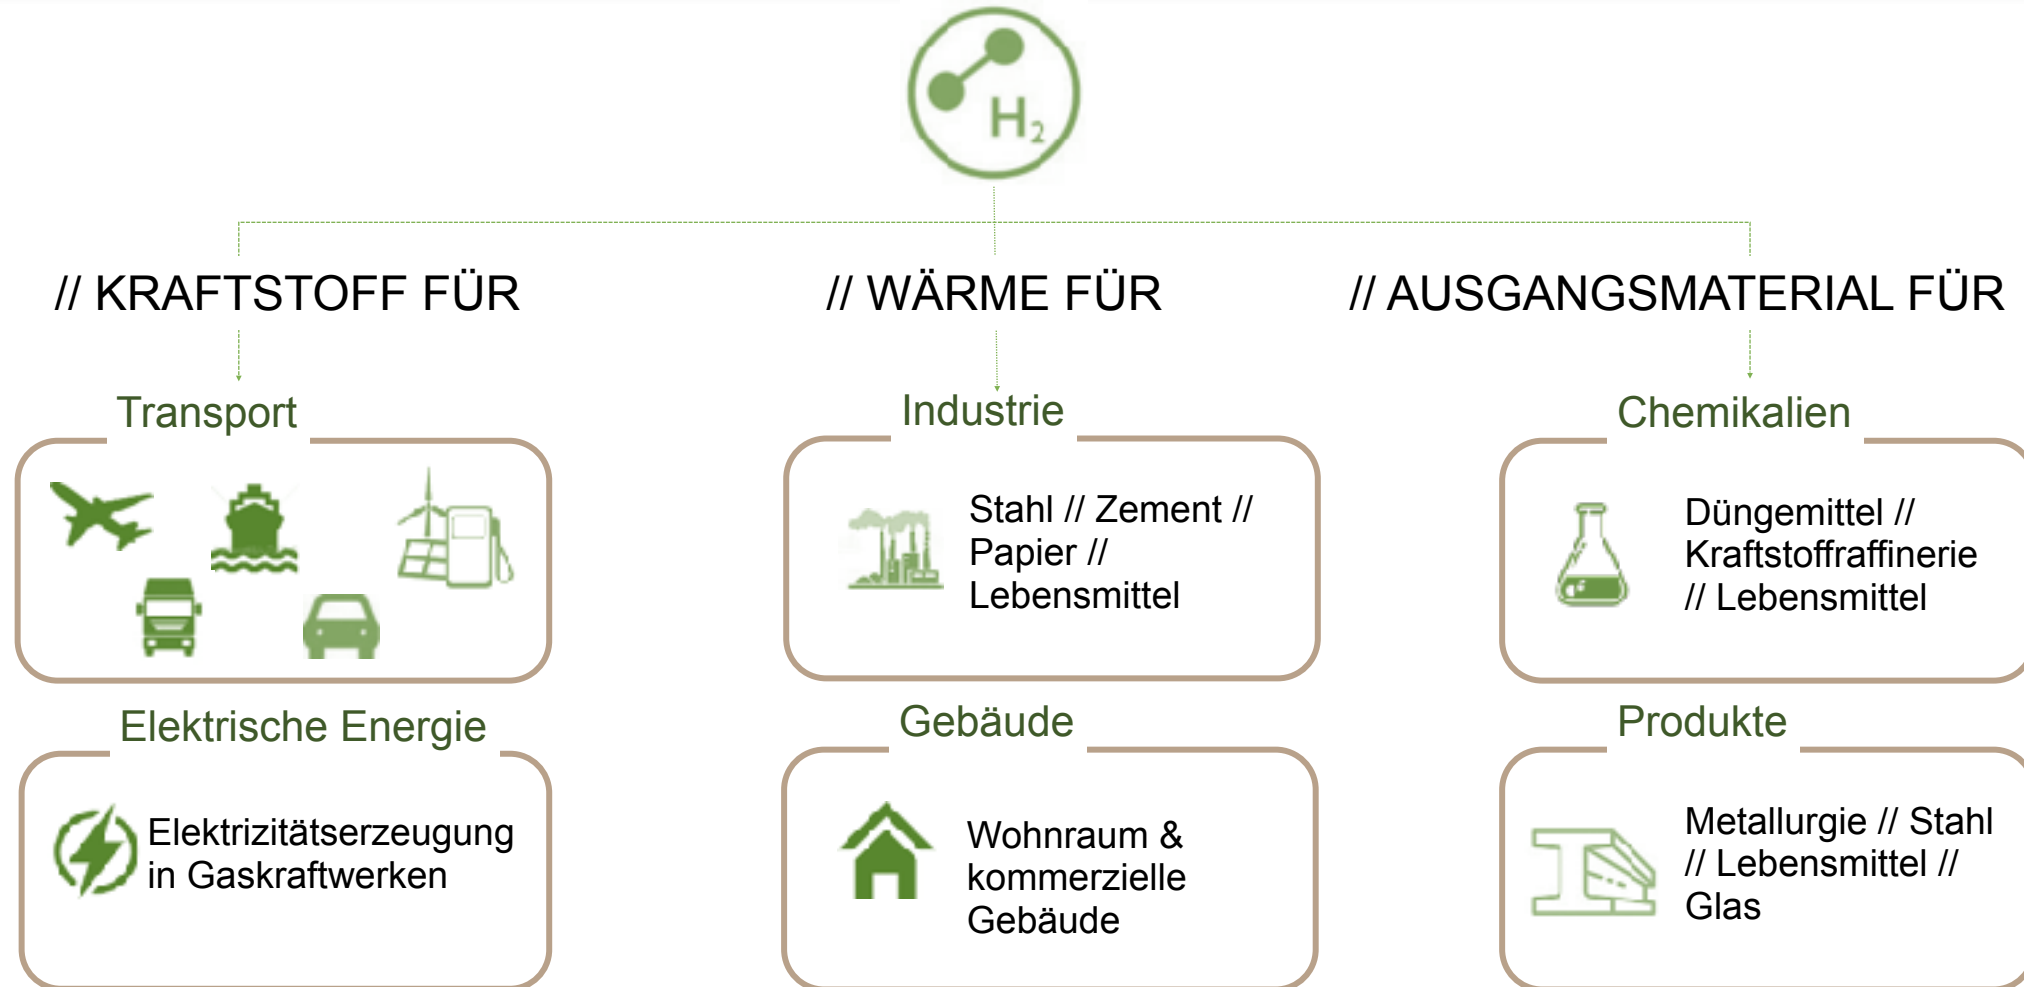 H₂
// KRAFTSTOFF FÜR
// WÄRME FÜR
// AUSGANGSMATERIAL FÜR
Transport
Industrie
Stahl // Zement //
Papier //
Lebensmittel
Chemikalien
Düngemittel //
Kraftstoffraffinerie
// Lebensmittel
Elektrische Energie
Elektrizitätserzeugung
in Gaskraftwerken
Gebäude
Wohnraum &
kommerzielle
Gebäude
Produkte
Metallurgie // Stahl
// Lebensmittel //
Glas